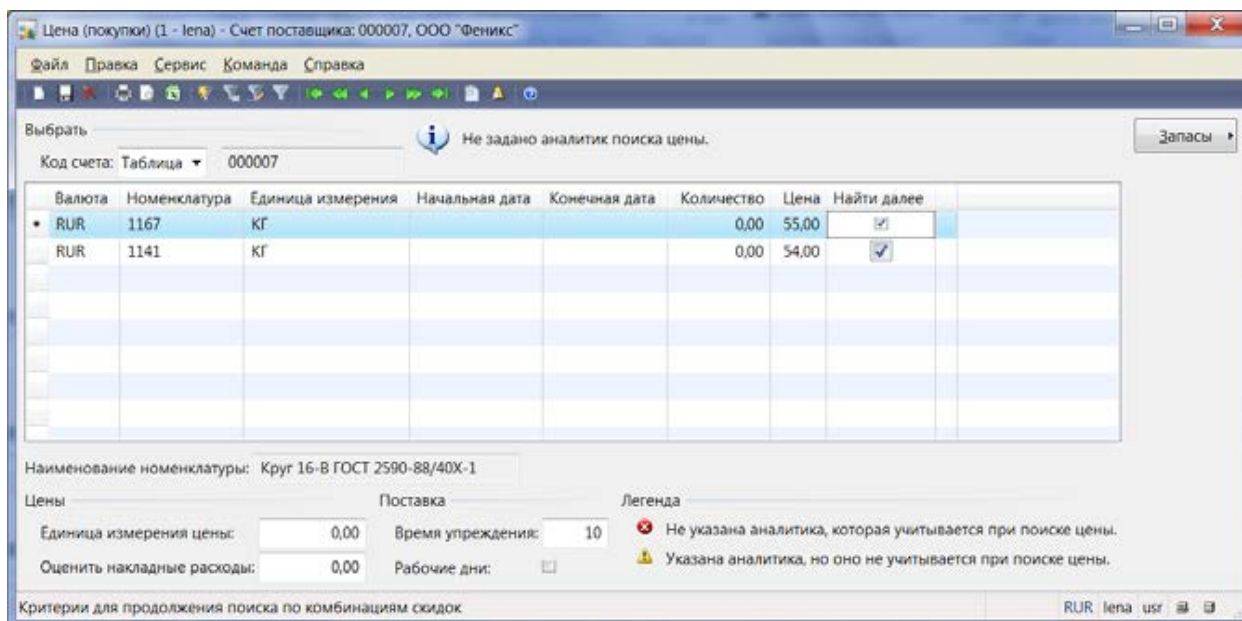 Цена (покупки) (1 - lena) - Счет поставщика: 000007, ООО "Феникс"
Файл Правка Сервис Команда Справка
Выбрать
Не задано аналитик поиска цены.
Запасы
Код счета: Таблица 000007
Валюта Номенклатура Единица измерения Начальная дата Конечная дата Количество Цена Найти далее
RUR 1167 КГ 0,00 55,00
RUR 1141 КГ 0,00 54,00
Наименование номенклатуры: Круг 16-В ГОСТ 2590-88/40Х-1
Цены Поставка Легенда
Единица измерения цены: 0,00 Время упреждения: 10 Не указана аналитика, которая учитывается при поиске цены.
Оценить накладные расходы: 0,00 Рабочие дни: Указана аналитика, но оно не учитывается при поиске цены.
Критерии для продолжения поиска по комбинациям скидок RUR lena usr